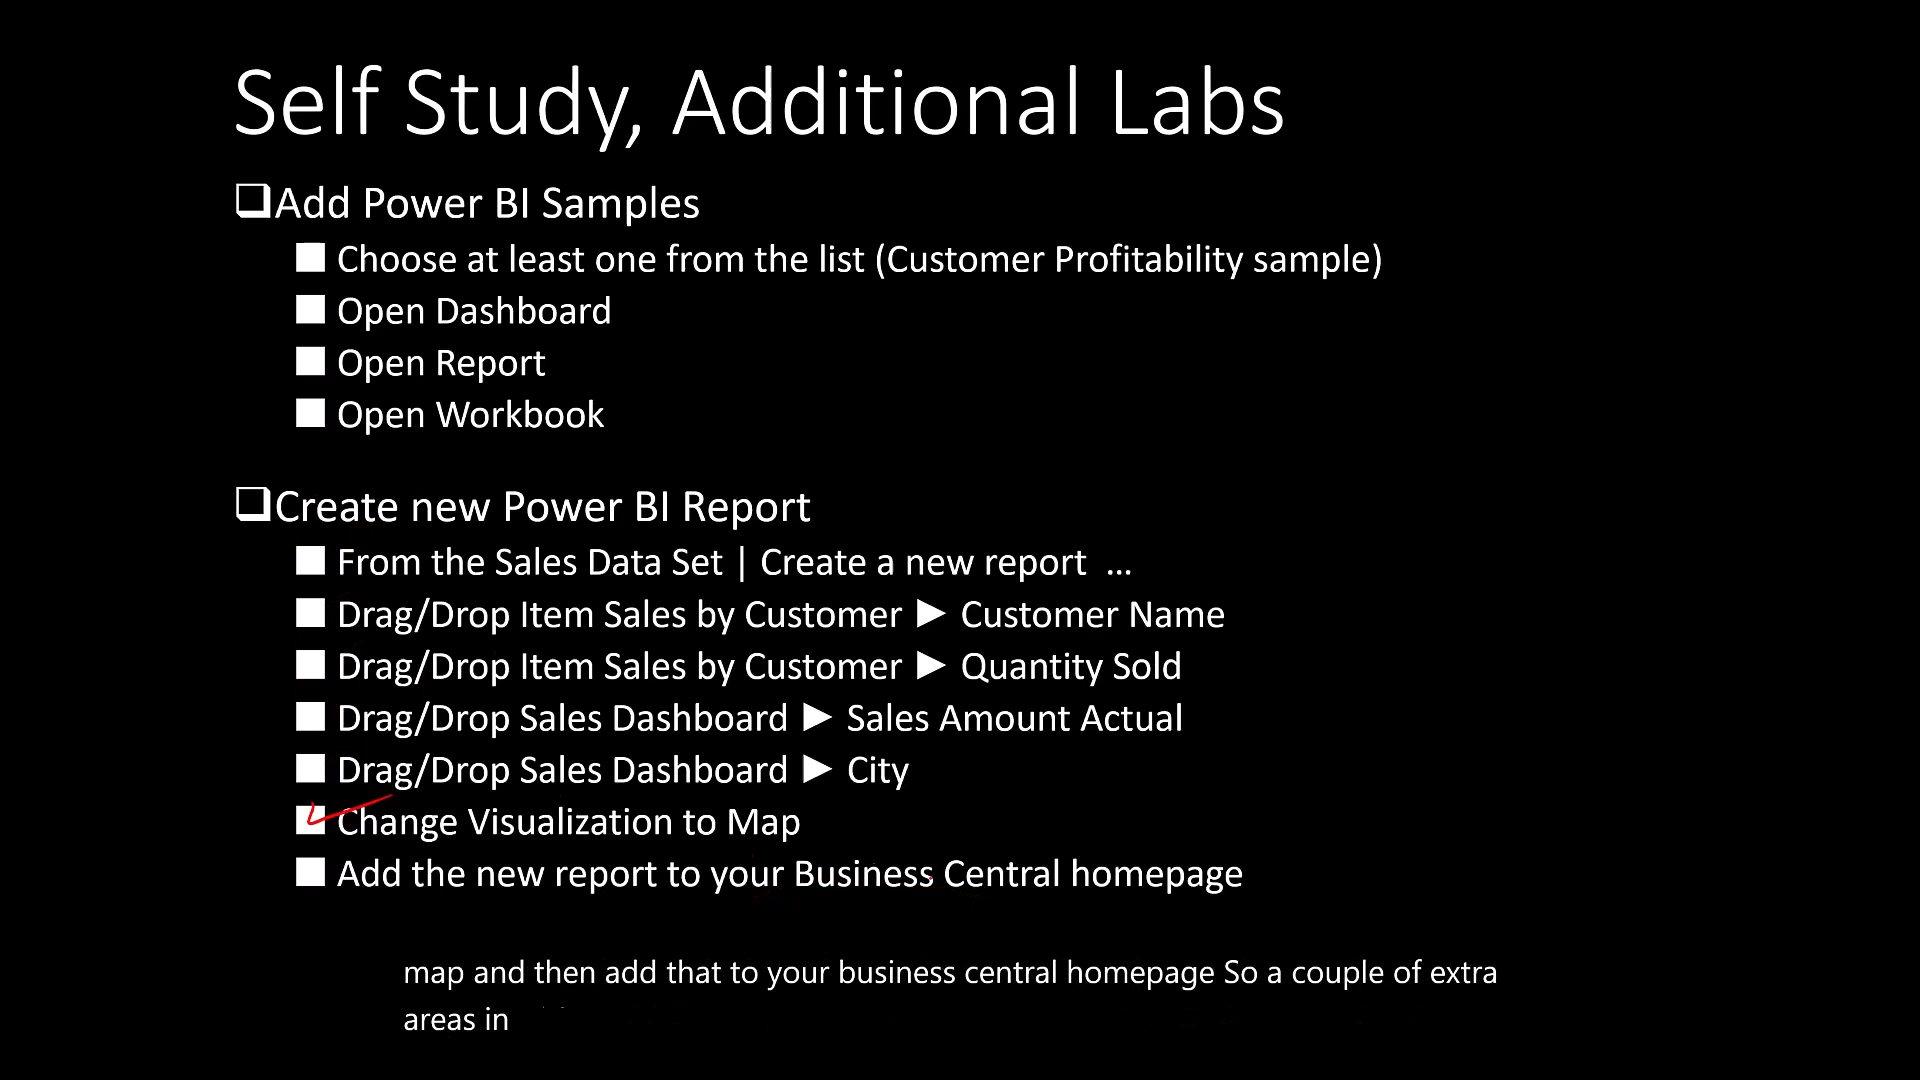 Self Study, Additional Labs
Add Power BI Samples
Choose at least one from the list (Customer Profitability sample)
Open Dashboard
Open Report
Open Workbook
Create new Power BI Report
From the Sales Data Set | Create a new report ...
Drag/Drop Item Sales by Customer ► Customer Name
Drag/Drop Item Sales by Customer ► Quantity Sold
Drag/Drop Sales Dashboard ► Sales Amount Actual
Drag/Drop Sales Dashboard ► City
Change Visualization to Map
Add the new report to your Business Central homepage
map and then add that to your business central homepage So a couple of extra
areas in